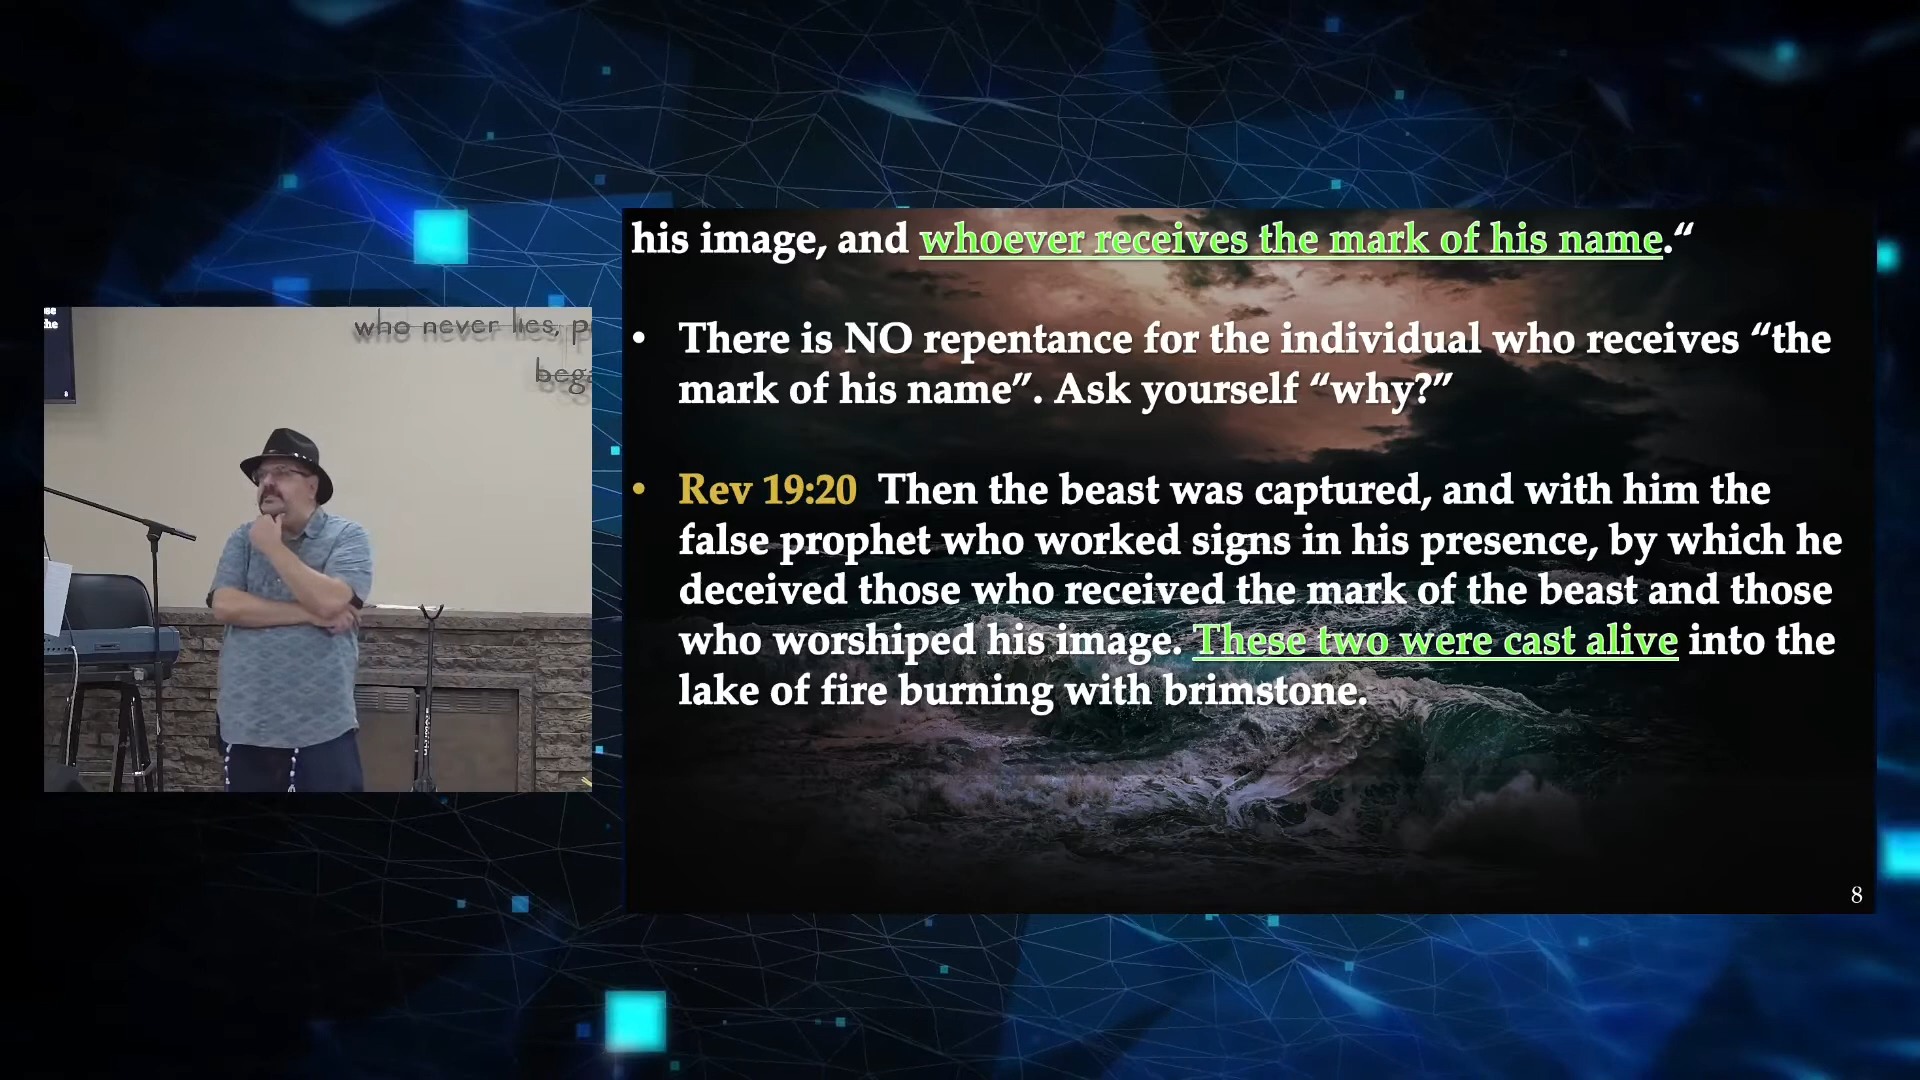 se
he
8
who never lies, p
bega
his image, and whoever receives the mark of his name.“
• There is NO repentance for the individual who receives “the
mark of his name”. Ask yourself “why?”
• Rev 19:20 Then the beast was captured, and with him the
false prophet who worked signs in his presence, by which he
deceived those who received the mark of the beast and those
who worshiped his image. These two were cast alive into the
lake of fire burning with brimstone.
8